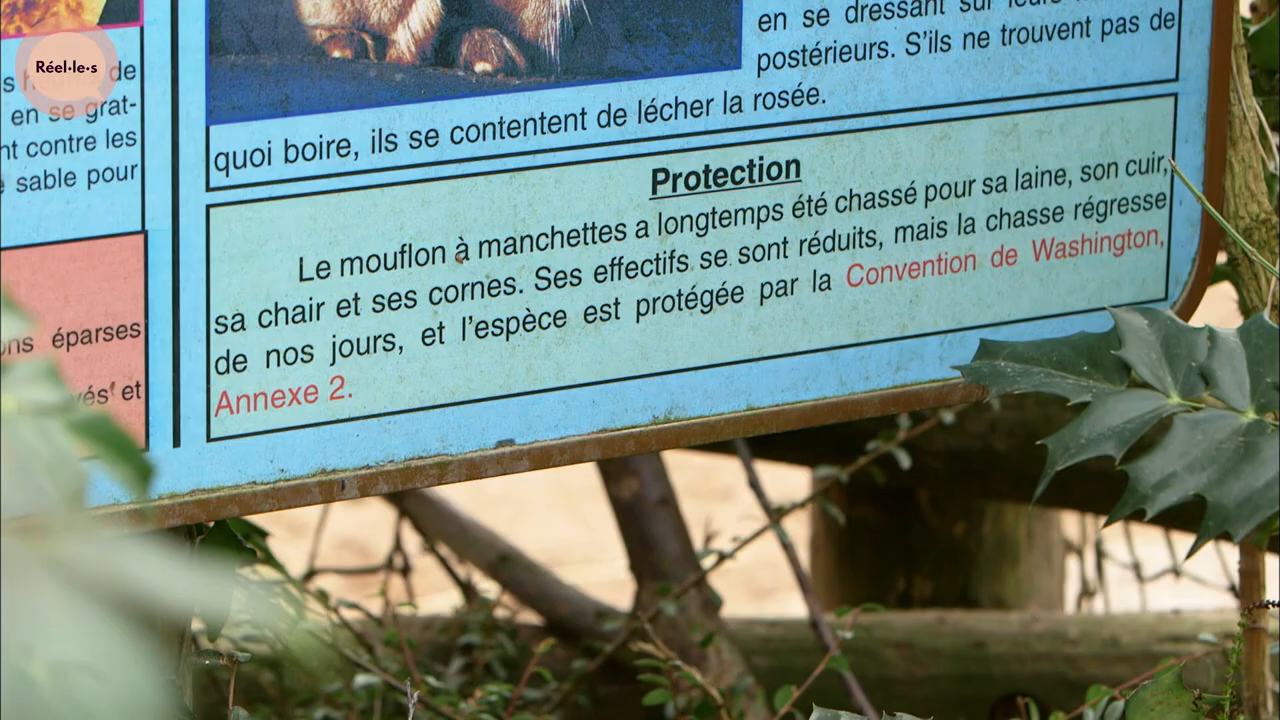 Réel·le·s
de
en se grat-
nt contre les
sable pour
éparses
et
en se dressant sur leurs
postérieurs. S'ils ne trouvent pas de
quoi boire, ils se contentent de lécher la rosée.
Protection
Le mouflon à manchettes a longtemps été chassé pour sa laine, son cuir,
sa chair et ses cornes. Ses effectifs se sont réduits, mais la chasse régresse
de nos jours, et l'espèce est protégée par la Convention de Washington,
Annexe 2.